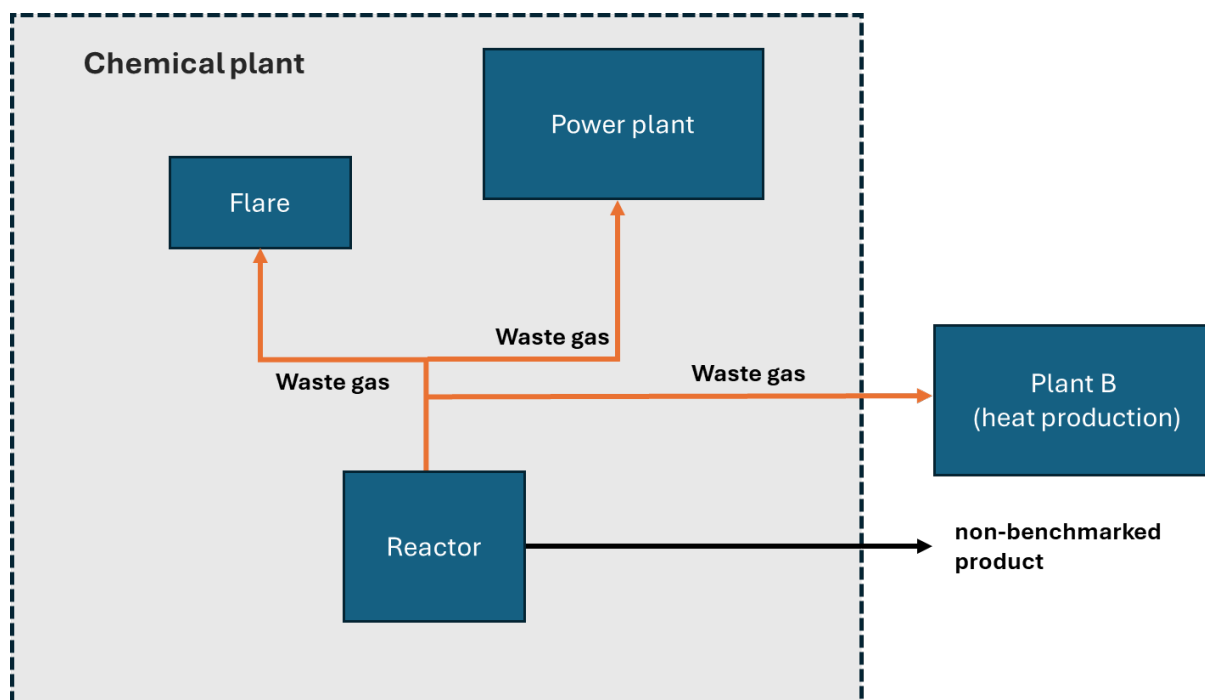 Chemical plant
Power plant
Flare
Waste gas
Waste gas
Waste gas
Plant B
(heat production)
Reactor
non-benchmarked
product